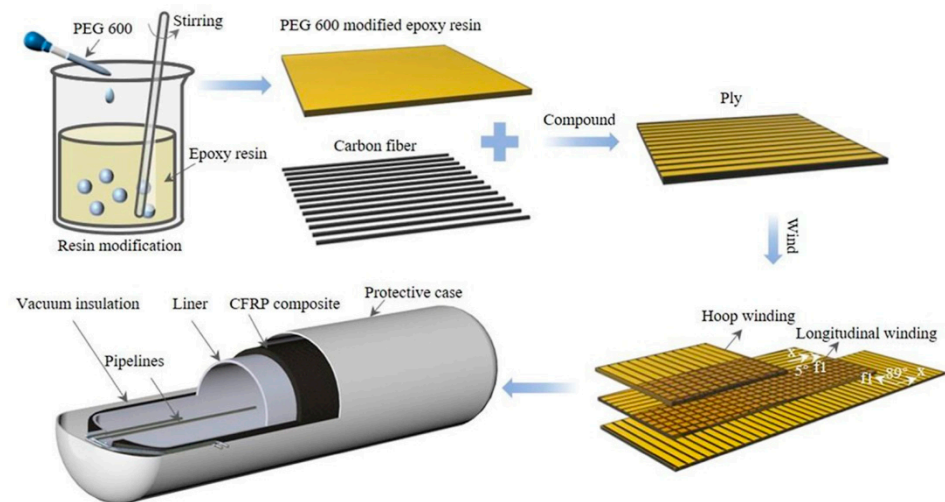 PEG 600
Stirring
Epoxy resin
Resin modification
PEG 600 modified epoxy resin
Carbon fiber
Compound
Ply
Wind
Hoop winding
Longitudinal winding
x
5° f1
f1 89° x
Protective case
CFRP composite
Liner
Vacuum insulation
Pipelines